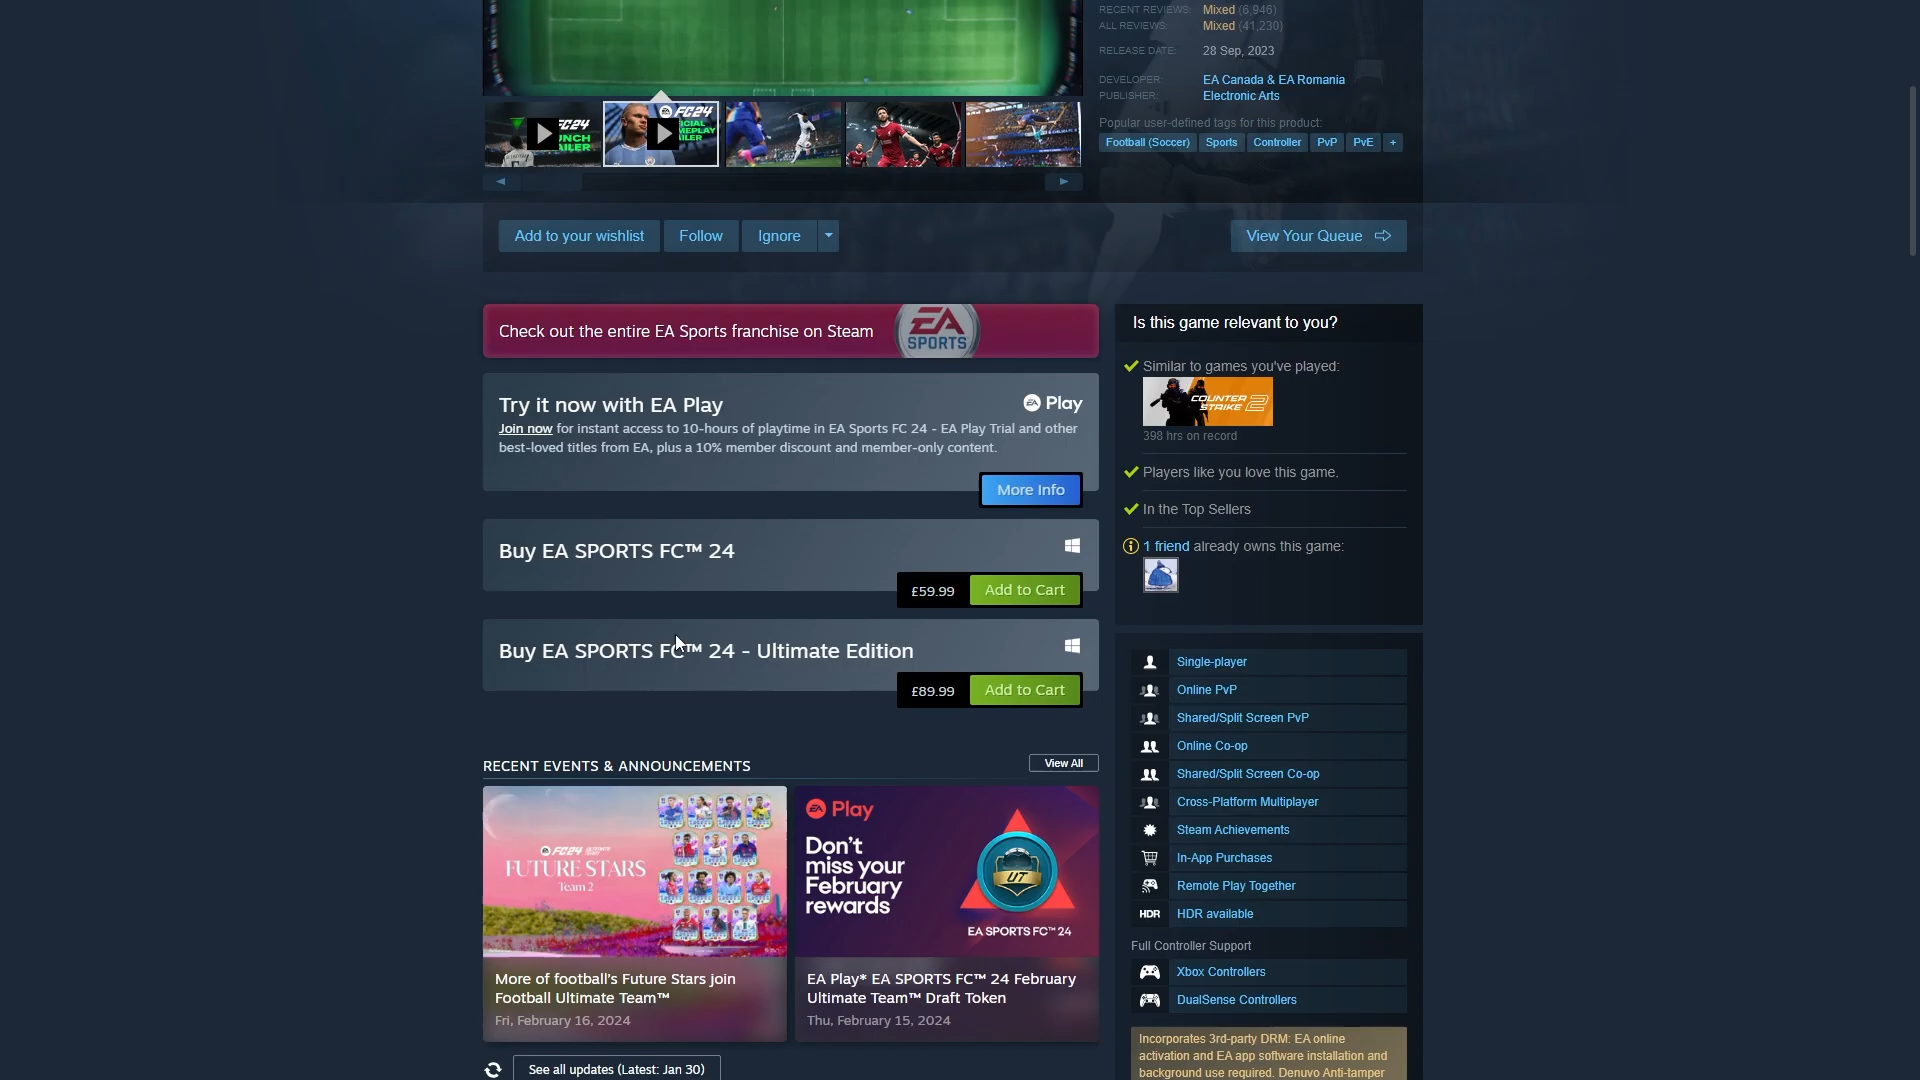 RECENT REVIEWS: Mixed (6,946)
ALL REVIEWS: Mixed (41,230)
RELEASE DATE: 28 Sep, 2023
DEVELOPER: EA Canada & EA Romania
PUBLISHER: Electronic Arts
Popular user-defined tags for this product:
Football (Soccer) Sports Controller PvP PvE +
FC24
FC24
Add to your wishlist Follow Ignore View Your Queue
Check out the entire EA Sports franchise on Steam EA SPORTS
Try it now with EA Play EA Play
Join now for instant access to 10-hours of playtime in EA Sports FC 24 - EA Play Trial and other
best-loved titles from EA, plus a 10% member discount and member-only content.
More Info
Buy EA SPORTS FC™ 24
£59.99 Add to Cart
Buy EA SPORTS FC™ 24 - Ultimate Edition
£89.99 Add to Cart
RECENT EVENTS & ANNOUNCEMENTS View All
FC24
FUTURE STARS
Team 2
More of football's Future Stars join
Football Ultimate Team™
Fri, February 16, 2024
EA Play
Don't
miss your
February
rewards
UT
EA SPORTS FC™ 24
EA Play* EA SPORTS FC™ 24 February
Ultimate Team™ Draft Token
Thu, February 15, 2024
See all updates (Latest: Jan 30)
Is this game relevant to you?
Similar to games you've played:
COUNTER
STRIKE 2
398 hrs on record
Players like you love this game.
In the Top Sellers
1 friend already owns this game:
Single-player
Online PvP
Shared/Split Screen PvP
Online Co-op
Shared/Split Screen Co-op
Cross-Platform Multiplayer
Steam Achievements
In-App Purchases
Remote Play Together
HDR HDR available
Full Controller Support
Xbox Controllers
DualSense Controllers
Incorporates 3rd-party DRM: EA online
activation and EA app software installation and
background use required. Denuvo Anti-tamper